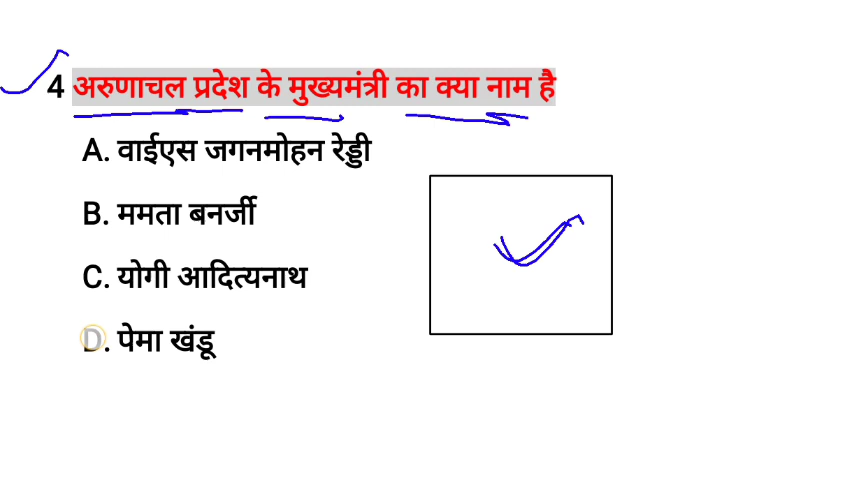 4 अरुणाचल प्रदेश के मुख्यमंत्री का क्या नाम है
A. वाईएस जगनमोहन रेड्डी
B. ममता बनर्जी
C. योगी आदित्यनाथ
D. पेमा खंडू